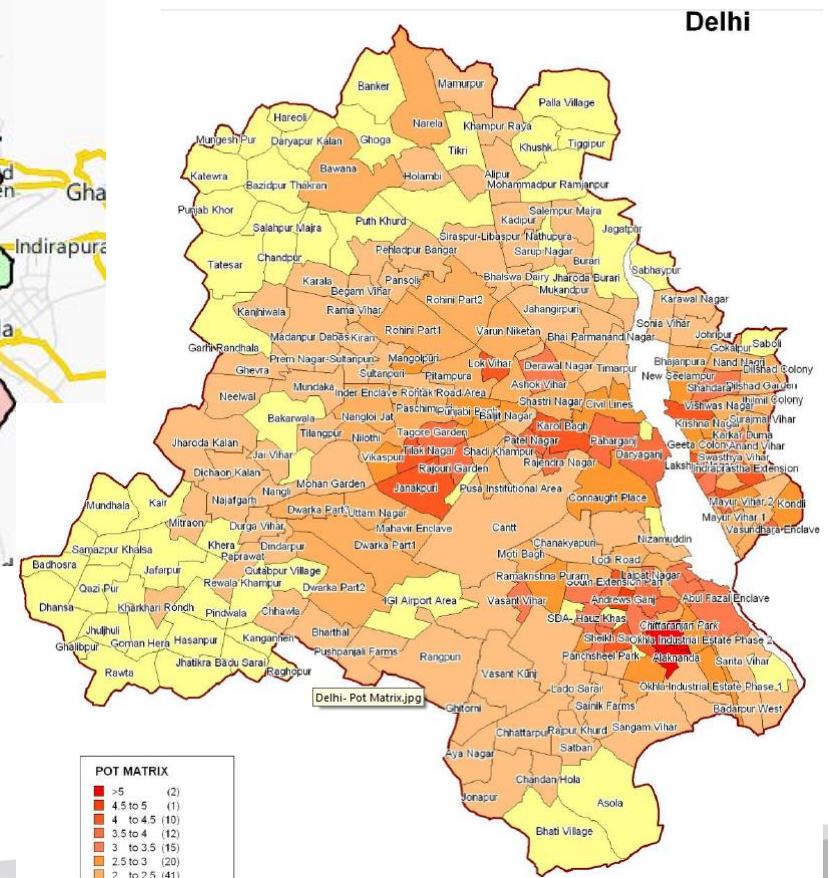 Delhi
Gha
Indirapura
Banker
Mamurpur
Palla Village
Hareoli
Narela
Khampur Raya
Mungesh Pur
Daryapur Kalan
Ghoga
Tikri
Khushk
Tiggipur
Katewra
Bawana
Holambi
Alipur
Bazidpur Thakran
Mohammadpur Ramjanpur
Punjab Khor
Puth Khurd
Kadipur
Salempur Majra
Salahpur Majra
Siraspur-Libaspur
Nathupura
Jagatpur
Pehladpur Bangar
Sarup Nagar
Burari
Tatesar
Chandpur
Sabhaypur
Karala
Pansoli
Bhalswa Dairy
Jharoda Burari
Begam Vihar
Mukandpur
Rohini Part2
Karawal Nagar
Kanjhiwala
Rama Vihar
Jahangirpuri
Sonia Vihar
Rohini Part1
Varun Niketan
Johripur
Madanpur Dabas
Kirari
Bhai Parmanand Nagar
Gokalpur
Saboli
Garhi Randhala
Prem Nagar-Sultanpuri
Mangolpuri
Lok Vihar
Bhajanpura
Nand Nagri
Ghevra
Sultanpuri
Pitampura
Derawal Nagar
Timarpur
New Seelampur
Dilshad Colony
Mundaka
Ashok Vihar
Shahdara
Dilshad Garden
Neelwal
Inder Enclave
Rohtak Road Area
Shastri Nagar
Civil Lines
Jhilmil Colony
Bakarwala
Nangloi Jat
Punjabi Bagh
Baljit Nagar
Vishwas Nagar
Tilangpur
Tagore Garden
Karol Bagh
Krishna Nagar
Surajmal Vihar
Jharoda Kalan
Nilothi
Patel Nagar
Paharganj
Karkar Duma
Jai Vihar
Vikaspuri
Tilak Nagar
Shadi Khampur
Daryaganj
Geeta Colony
Anand Vihar
Dichaon Kalan
Rajouri Garden
Rajendra Nagar
Swasthya Vihar
Mohan Garden
Indraprastha Extension
Nangli
Janakpuri
Pusa Institutional Area
Mundhala
Kair
Najafgarh
Connaught Place
Mayur Vihar 2
Kondli
Mitraon
Uttam Nagar
Mayur Vihar 1
Durga Vihar
Mahavir Enclave
Cantt
Vasundhara Enclave
Samazpur Khalsa
Khera
Dindarpur
Dwarka Part1
Chanakyapuri
Nizamuddin
Badhosra
Jafarpur
Paprawat
Moti Bagh
Lodi Road
Qutabpur Village
Qazi Pur
Rewala Khampur
Dwarka Part2
Ramakrishna Puram
Lajpat Nagar
Dhansa
Kharkhari Rondh
Pindwala
Chhawla
IGI Airport Area
Vasant Vihar
Andrews Ganj
Abul Fazal Enclave
SDA- Hauz Khas
Jhuljhuli
Goman Hera
Hasanpur
Kanganheri
Bharthal
Chittaranjan Park
Ghalibpur
Okhla Industrial Estate Phase 2
Pushpanjali Farms
Panchsheel Park
Alaknanda
Rawta
Jhatikra
Badu Sarai
Raghopur
Rangpuri
Sarita Vihar
Vasant Kunj
Delhi- Pot Matrix.jpg
Lado Sarai
Okhla-Industrial Estate Phase_1
Ghitorni
Sainik Farms
Badarpur West
Chhattarpur
Rajpur Khurd
Sangam Vihar
Aya Nagar
Satbari
Chandan Hola
Jonapur
Asola
Bhati Village
POT MATRIX
>5 (2)
4.5 to 5 (1)
4 to 4.5 (10)
3.5 to 4 (12)
3 to 3.5 (15)
2.5 to 3 (20)
2 to 2.5 (41)